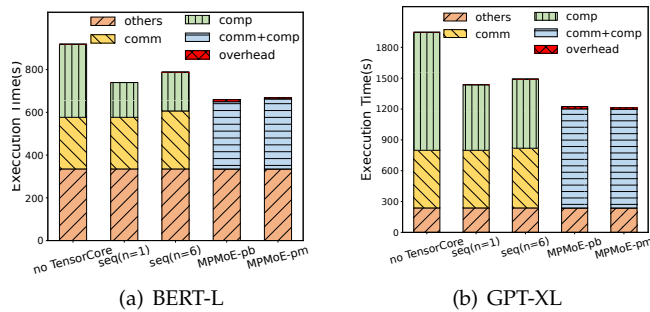 others
comp
comm
comm+comp
overhead
Execcution Time(s)
800
600
400
200
0
no TensorCore
seq(n=1)
seq(n=6)
MPMoE-pb
MPMoE-pm
(a) BERT-L
others
comp
comm
comm+comp
overhead
Execcution Time(s)
1800
1500
1200
900
600
300
0
no TensorCore
seq(n=1)
seq(n=6)
MPMoE-pb
MPMoE-pm
(b) GPT-XL